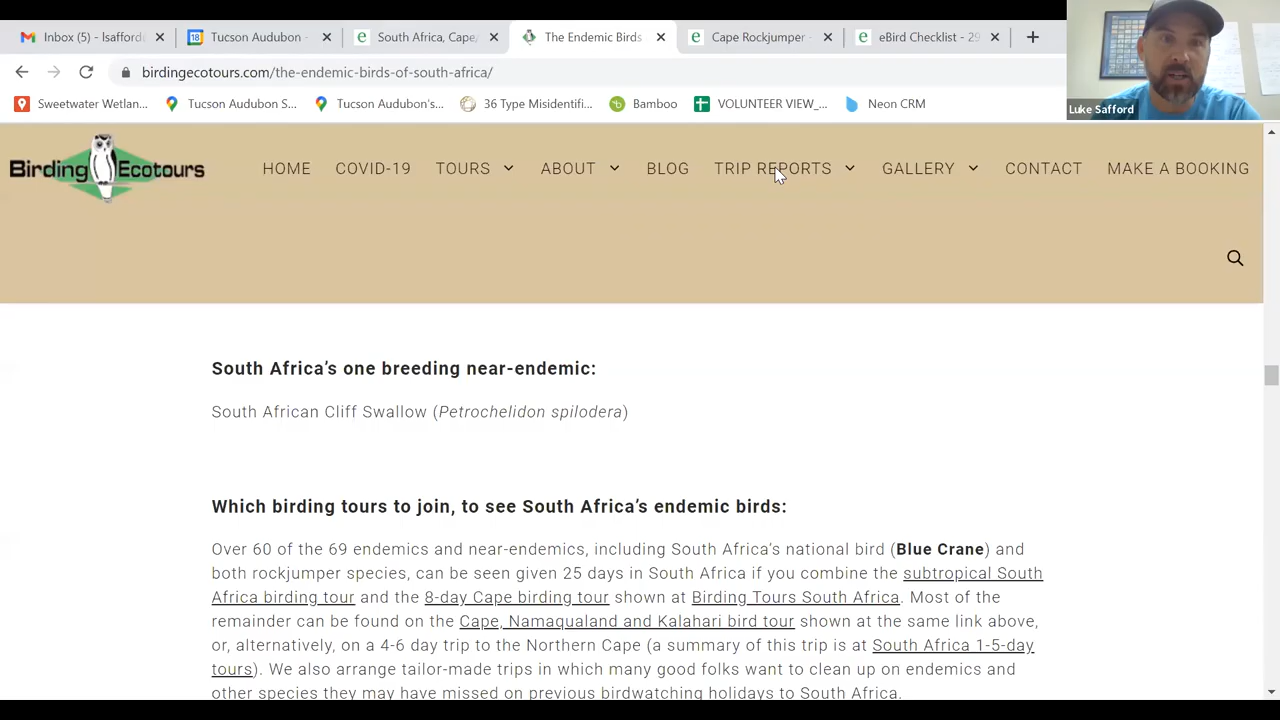 Inbox (5) - lsafford
Tucson Audubon -
South Africa, Cape,
The Endemic Birds
Cape Rockjumper
eBird Checklist - 29
birdingecotours.com/the-endemic-birds-of-south-africa/
Sweetwater Wetlan...
Tucson Audubon S...
Tucson Audubon's...
36 Type Misidentifi...
Bamboo
VOLUNTEER VIEW_...
Neon CRM
Luke Safford
Birding Ecotours
HOME
COVID-19
TOURS
ABOUT
BLOG
TRIP REPORTS
GALLERY
CONTACT
MAKE A BOOKING
South Africa’s one breeding near-endemic:
South African Cliff Swallow (Petrochelidon spilodera)
Which birding tours to join, to see South Africa’s endemic birds:
Over 60 of the 69 endemics and near-endemics, including South Africa’s national bird (Blue Crane) and
both rockjumper species, can be seen given 25 days in South Africa if you combine the subtropical South
Africa birding tour and the 8-day Cape birding tour shown at Birding Tours South Africa. Most of the
remainder can be found on the Cape, Namaqualand and Kalahari bird tour shown at the same link above,
or, alternatively, on a 4-6 day trip to the Northern Cape (a summary of this trip is at South Africa 1-5-day
tours). We also arrange tailor-made trips in which many good folks want to clean up on endemics and
other species they may have missed on previous birdwatching holidays to South Africa.